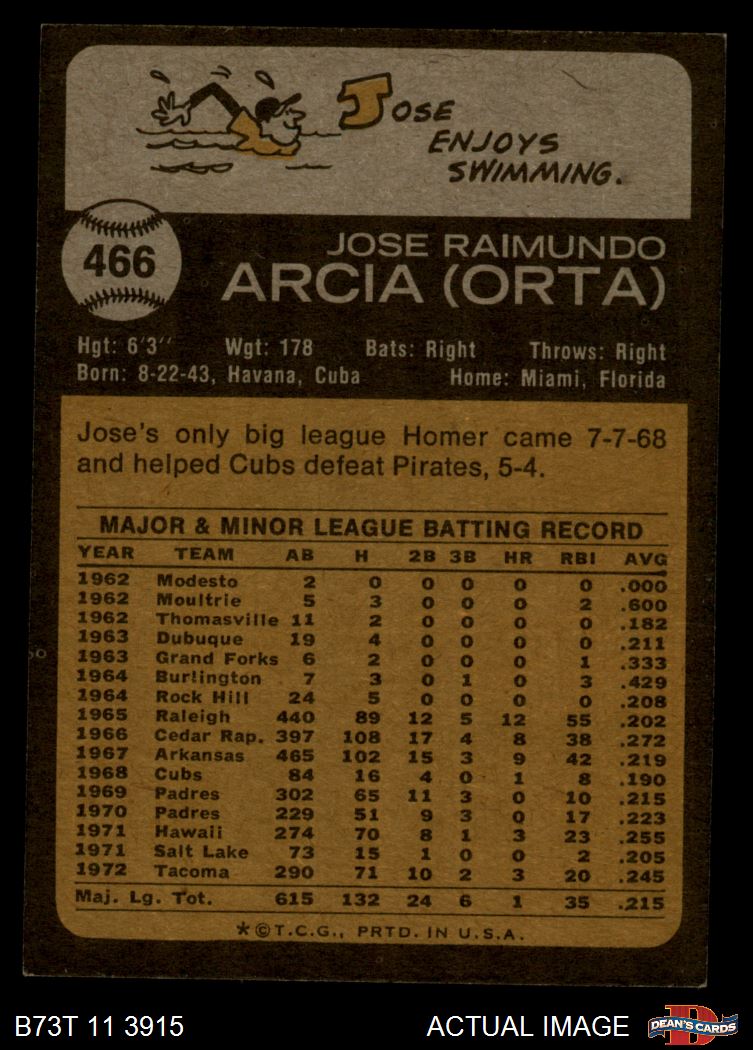 JOSE
ENJOYS
SWIMMING.
466
JOSE RAIMUNDO
ARCIA (ORTA)
Hgt: 6'3" Wgt: 178 Bats: Right Throws: Right
Born: 8-22-43, Havana, Cuba Home: Miami, Florida
Jose's only big league Homer came 7-7-68
and helped Cubs defeat Pirates, 5-4.
MAJOR & MINOR LEAGUE BATTING RECORD
YEAR TEAM AB H 2B 3B HR RBI AVG
1962 Modesto 2 0 0 0 0 0 .000
1962 Moultrie 5 3 0 0 0 2 .600
1962 Thomasville 11 2 0 0 0 0 .182
1963 Dubuque 19 4 0 0 0 0 .211
1963 Grand Forks 6 2 0 0 0 1 .333
1964 Burlington 7 3 0 1 0 3 .429
1964 Rock Hill 24 5 0 0 0 0 .208
1965 Raleigh 440 89 12 5 12 55 .202
1966 Cedar Rap. 397 108 17 4 8 38 .272
1967 Arkansas 465 102 15 3 9 42 .219
1968 Cubs 84 16 4 0 1 8 .190
1969 Padres 302 65 11 3 0 10 .215
1970 Padres 229 51 9 3 0 17 .223
1971 Hawaii 274 70 8 1 3 23 .255
1971 Salt Lake 73 15 1 0 0 2 .205
1972 Tacoma 290 71 10 2 3 20 .245
Maj. Lg. Tot. 615 132 24 6 1 35 .215
*©T.C.G., PRTD. IN U.S.A.
B73T 11 3915 ACTUAL IMAGE D DEAN'S CARDS